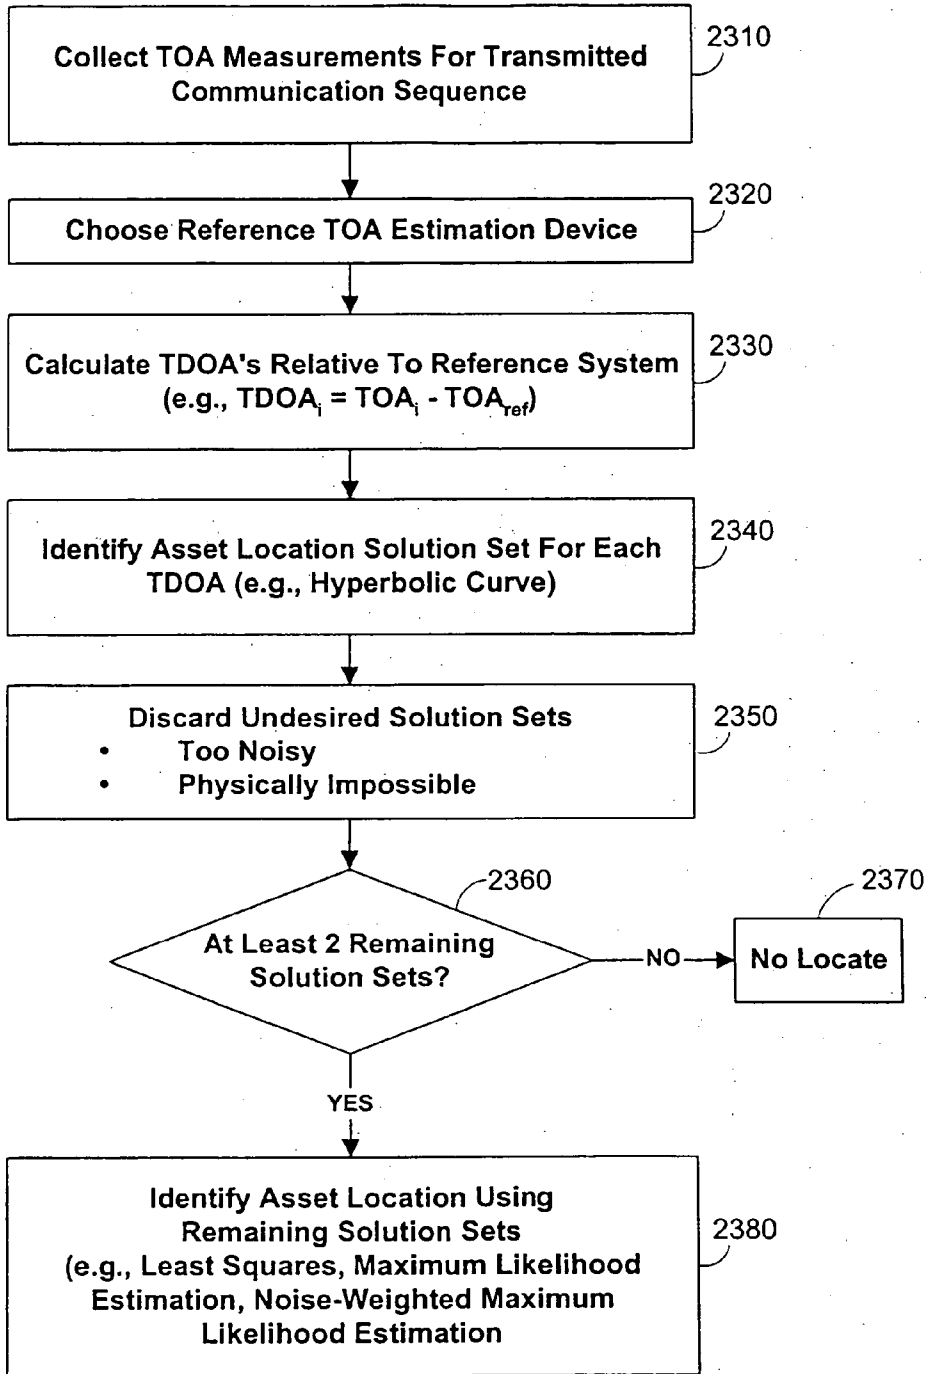 Collect TOA Measurements For Transmitted
Communication Sequence
2310
Choose Reference TOA Estimation Device
2320
Calculate TDOA's Relative To Reference System
(e.g., TDOAi = TOAi - TOAref)
2330
Identify Asset Location Solution Set For Each
TDOA (e.g., Hyperbolic Curve)
2340
Discard Undesired Solution Sets
• Too Noisy
• Physically Impossible
2350
At Least 2 Remaining
Solution Sets?
2360
NO
No Locate
2370
YES
Identify Asset Location Using
Remaining Solution Sets
(e.g., Least Squares, Maximum Likelihood
Estimation, Noise-Weighted Maximum
Likelihood Estimation
2380